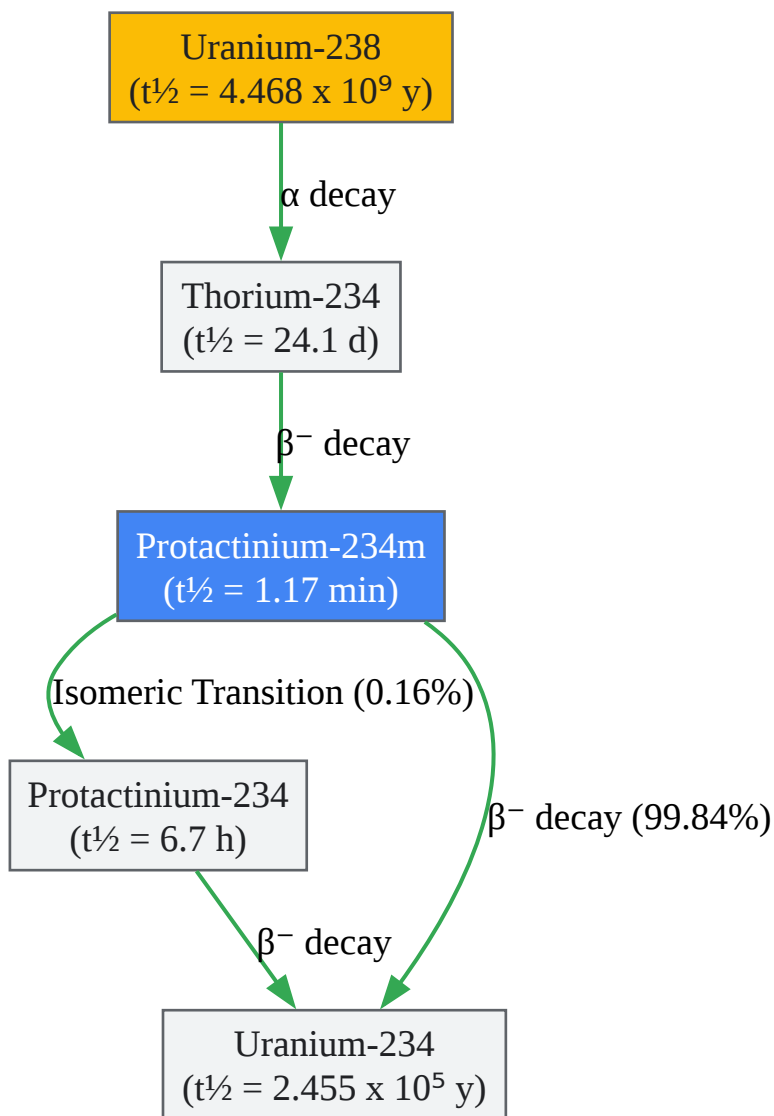 Uranium-238
(t½ = 4.468 x 10⁹ y)
α decay
Thorium-234
(t½ = 24.1 d)
β⁻ decay
Protactinium-234m
(t½ = 1.17 min)
Isomeric Transition (0.16%)
Protactinium-234
(t½ = 6.7 h)
β⁻ decay (99.84%)
β⁻ decay
Uranium-234
(t½ = 2.455 x 10⁵ y)